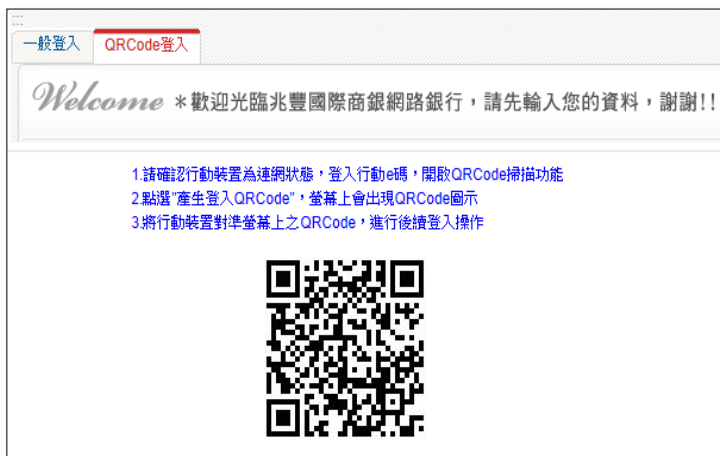 :::
一般登入 QRCode登入
Welcome *歡迎光臨兆豐國際商銀網路銀行，請先輸入您的資料，謝謝!!
1.請確認行動裝置為連網狀態，登入行動e碼，開啟QRCode掃描功能
2.點選"產生登入QRCode"，螢幕上會出現QRCode圖示
3.將行動裝置對準螢幕上之QRCode，進行後續登入操作